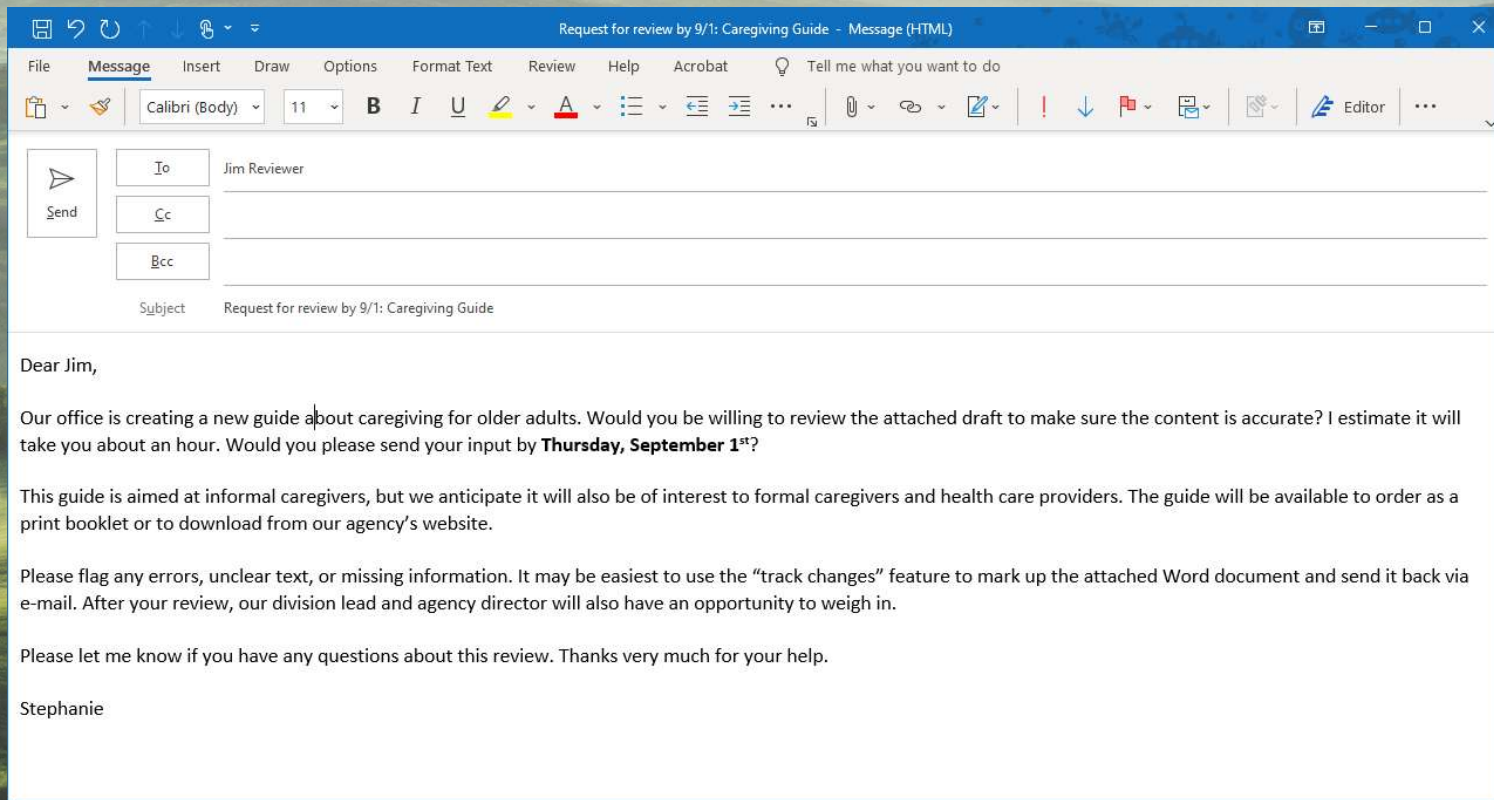 Request for review by 9/1: Caregiving Guide - Message (HTML)
File Message Insert Draw Options Format Text Review Help Acrobat Tell me what you want to do
Calibri (Body) 11 B I U A ... ! Editor ...
To Jim Reviewer
Send Cc
Bcc
Subject Request for review by 9/1: Caregiving Guide
Dear Jim,
Our office is creating a new guide about caregiving for older adults. Would you be willing to review the attached draft to make sure the content is accurate? I estimate it will
take you about an hour. Would you please send your input by Thursday, September 1st?
This guide is aimed at informal caregivers, but we anticipate it will also be of interest to formal caregivers and health care providers. The guide will be available to order as a
print booklet or to download from our agency’s website.
Please flag any errors, unclear text, or missing information. It may be easiest to use the “track changes” feature to mark up the attached Word document and send it back via
e-mail. After your review, our division lead and agency director will also have an opportunity to weigh in.
Please let me know if you have any questions about this review. Thanks very much for your help.
Stephanie